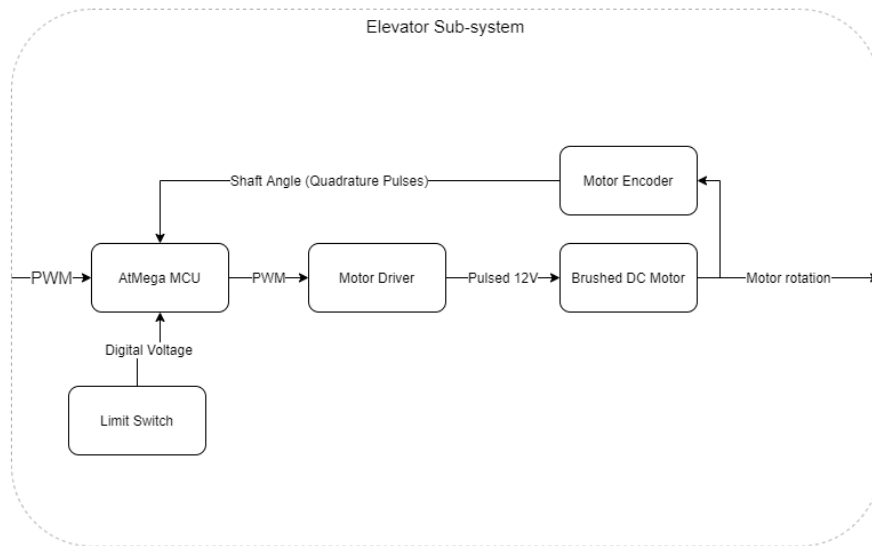 Elevator Sub-system
Motor Encoder
Shaft Angle (Quadrature Pulses)
PWM
AtMega MCU
PWM
Motor Driver
Pulsed 12V
Brushed DC Motor
Motor rotation
Digital Voltage
Limit Switch